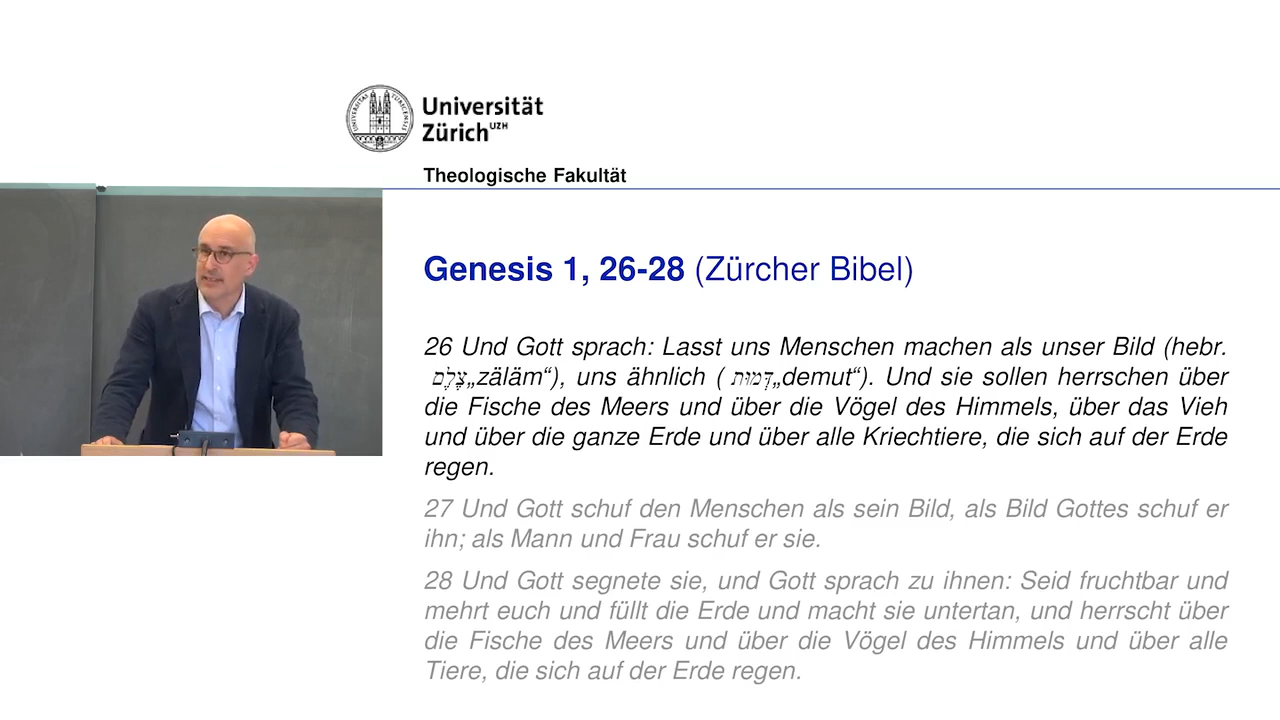 Universität
Zürich UZH
Theologische Fakultät
Genesis 1, 26-28 (Zürcher Bibel)
26 Und Gott sprach: Lasst uns Menschen machen als unser Bild (hebr.
צֶלֶם „zäläm“), uns ähnlich ( דְּמוּת „demut“). Und sie sollen herrschen über
die Fische des Meers und über die Vögel des Himmels, über das Vieh
und über die ganze Erde und über alle Kriechtiere, die sich auf der Erde
regen.
27 Und Gott schuf den Menschen als sein Bild, als Bild Gottes schuf er
ihn; als Mann und Frau schuf er sie.
28 Und Gott segnete sie, und Gott sprach zu ihnen: Seid fruchtbar und
mehrt euch und füllt die Erde und macht sie untertan, und herrscht über
die Fische des Meers und über die Vögel des Himmels und über alle
Tiere, die sich auf der Erde regen.